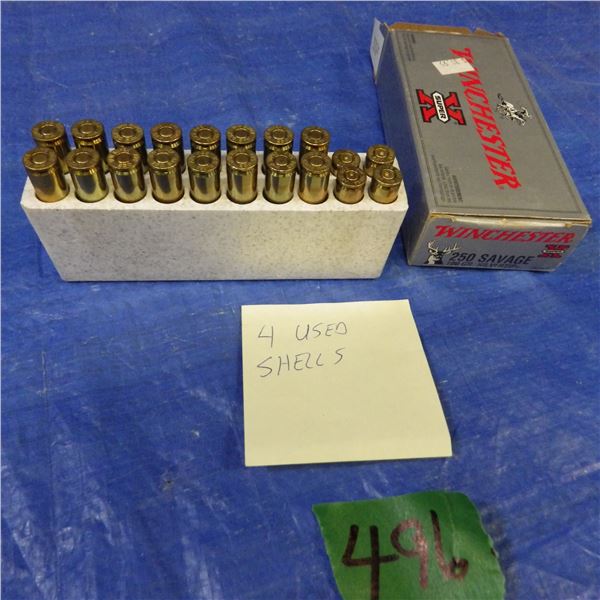 WINCHESTER
SUPER
X
WINCHESTER
X
250 SAVAGE
4 USED
SHELLS
496